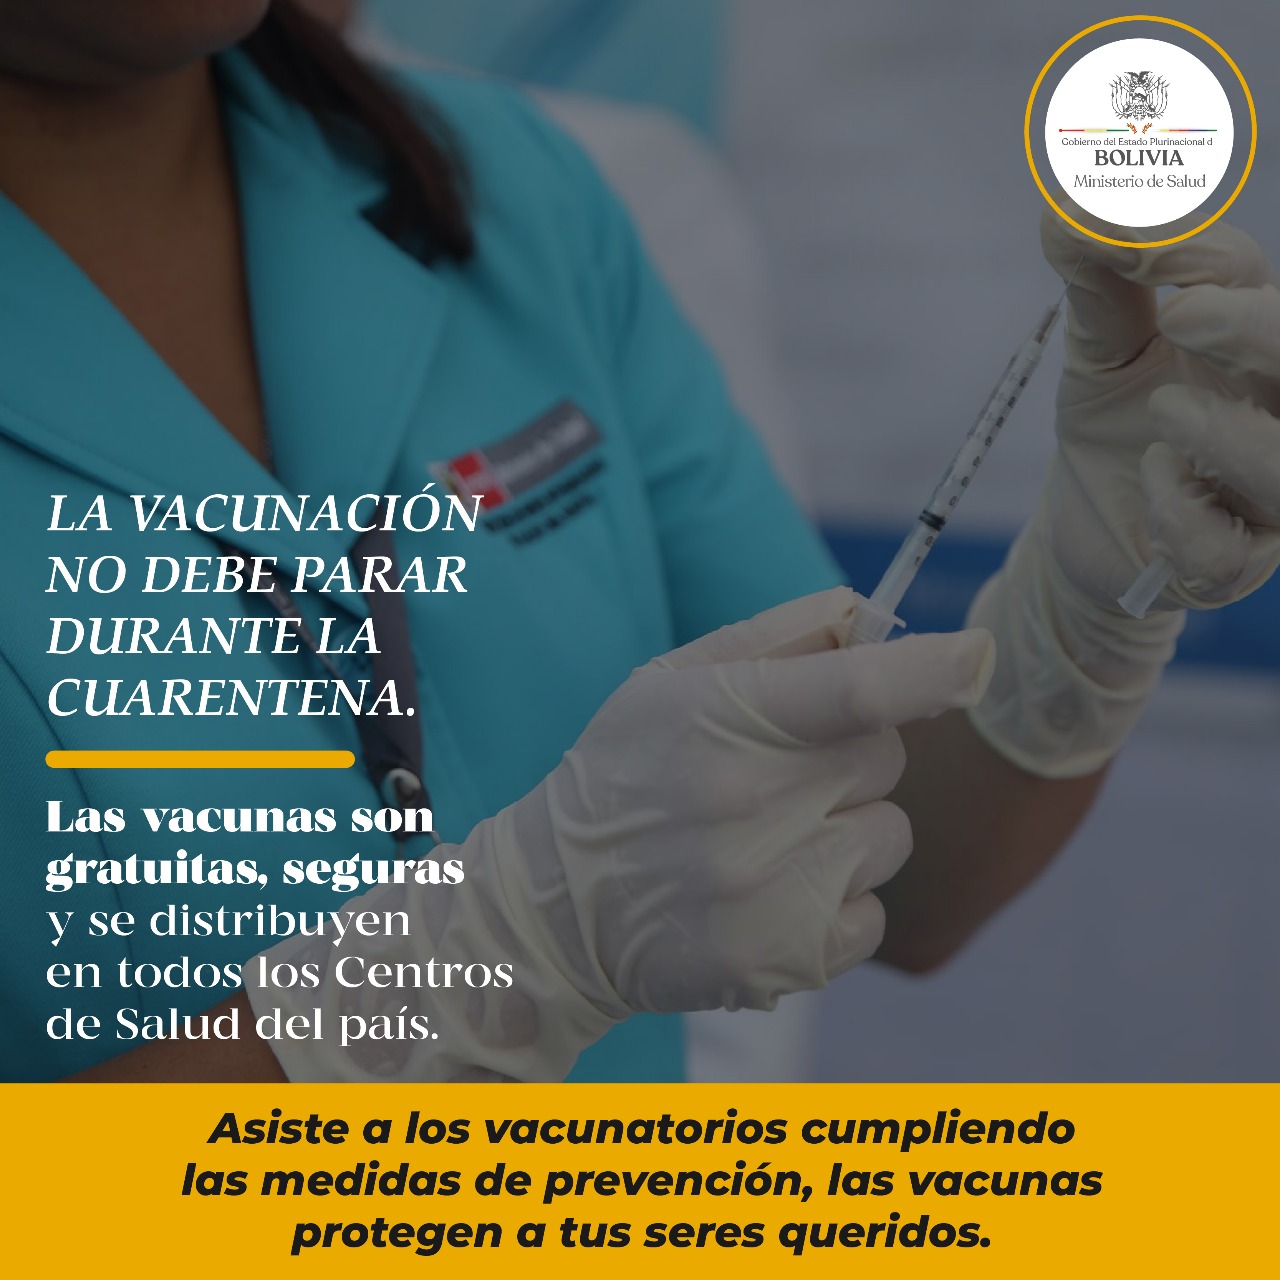 Gobierno del Estado Plurinacional d
BOLIVIA
Ministerio de Salud
LA VACUNACIÓN
NO DEBE PARAR
DURANTE LA
CUARENTENA.
Las vacunas son
gratuitas, seguras
y se distribuyen
en todos los Centros
de Salud del país.
Asiste a los vacunatorios cumpliendo
las medidas de prevención, las vacunas
protegen a tus seres queridos.